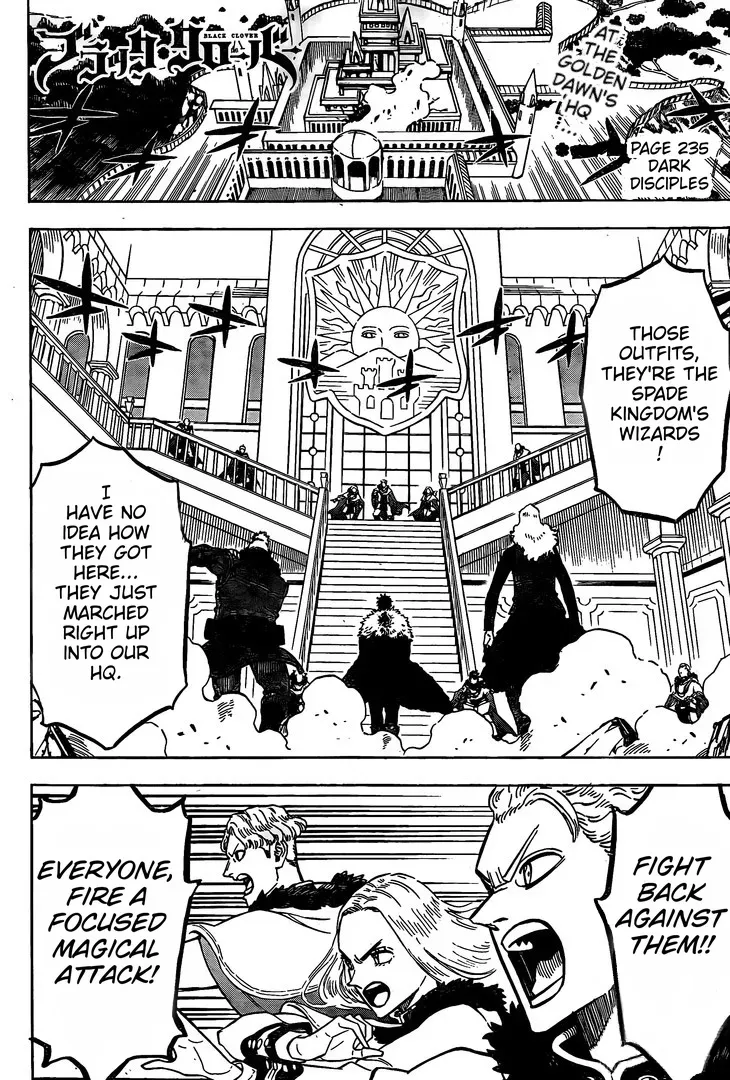 ブラッククローバー
BLACK CLOVER
AT
THE
GOLDEN
DAWN'S
HQ
...
PAGE 235
DARK
DISCIPLES
THOSE
OUTFITS,
THEY'RE THE
SPADE
KINGDOM'S
WIZARDS
!
I
HAVE NO
IDEA HOW
THEY GOT
HERE...
THEY JUST
MARCHED
RIGHT UP
INTO OUR
HQ.
EVERYONE,
FIRE A
FOCUSED
MAGICAL
ATTACK!
FIGHT
BACK
AGAINST
THEM!!